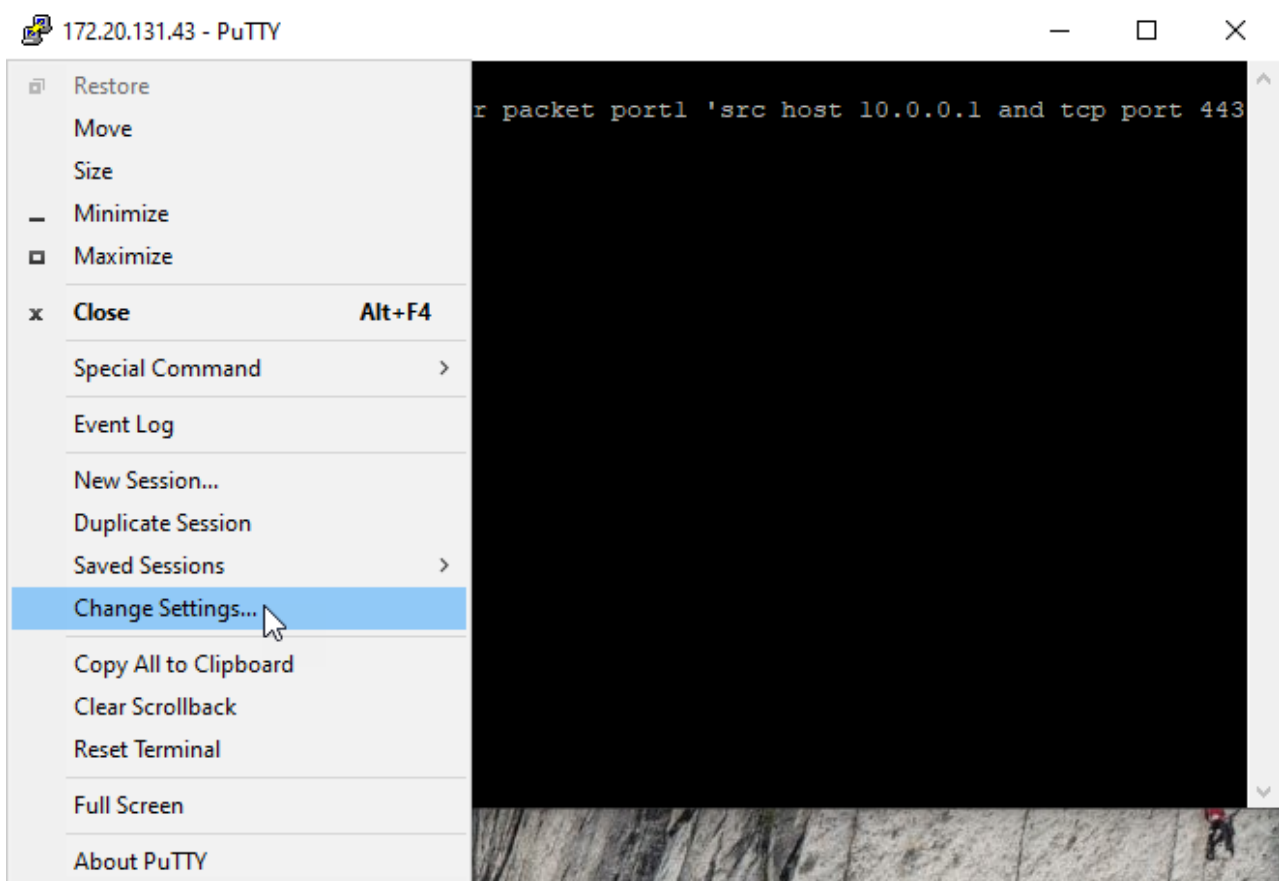 172.20.131.43 - PuTTY
Restore
r packet port1 'src host 10.0.0.1 and tcp port 443
Move
Size
Minimize
Maximize
Close Alt+F4
Special Command
Event Log
New Session...
Duplicate Session
Saved Sessions
Change Settings...
Copy All to Clipboard
Clear Scrollback
Reset Terminal
Full Screen
About PuTTY